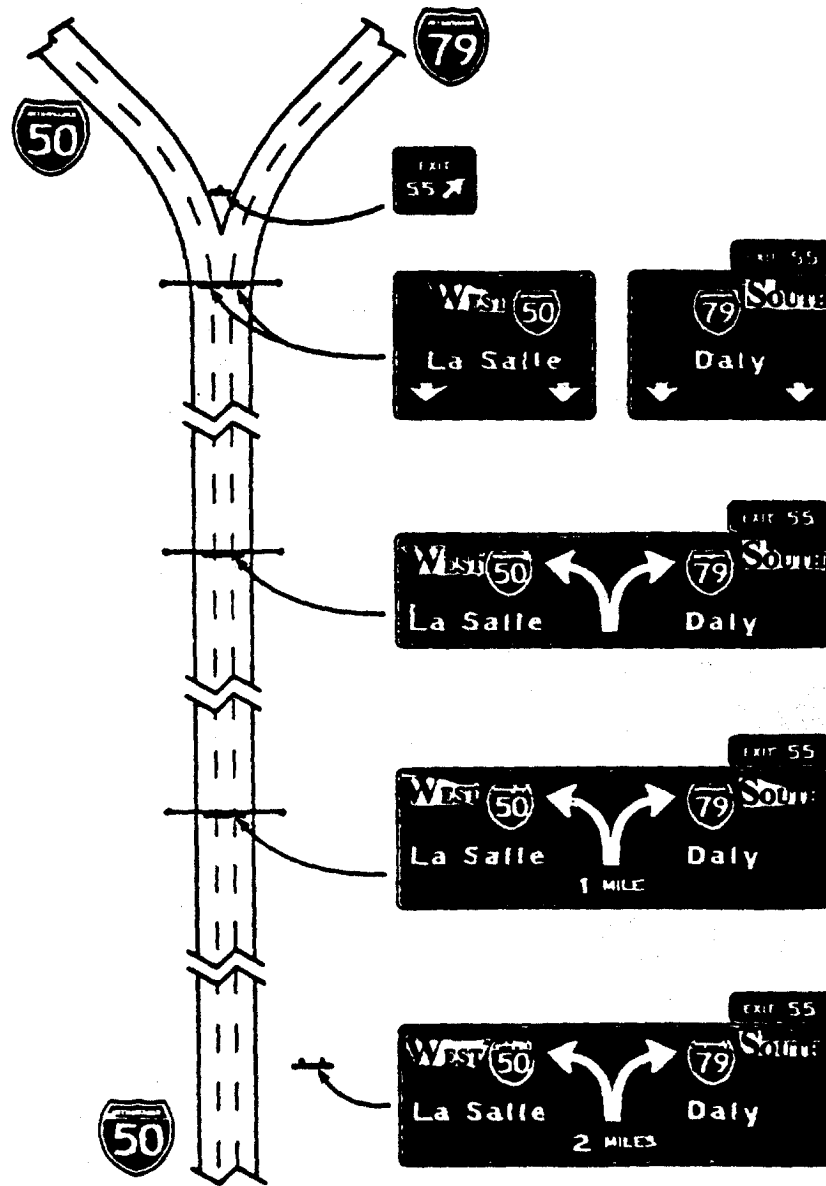 79
50
EXIT
55
EXIT 55
WEST 50
79 SOUTH
La Salle
Daly
EXIT 55
WEST 50
79 SOUTH
La Salle
Daly
EXIT 55
WEST 50
79 SOUTH
La Salle
Daly
1 MILE
EXIT 55
WEST 50
79 SOUTH
La Salle
Daly
2 MILES
50